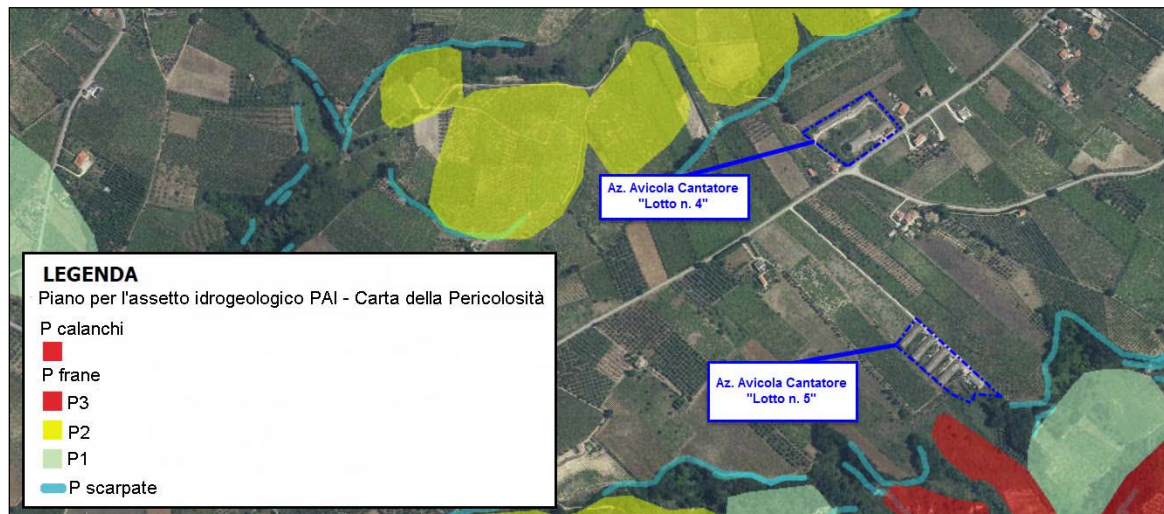 Az. Avicola Cantatore
"Lotto n. 4"
LEGENDA
Piano per l'assetto idrogeologico PAI - Carta della Pericolosità
P calanchi
P frane
P3
P2
P1
P scarpate
Az. Avicola Cantatore
"Lotto n. 5"